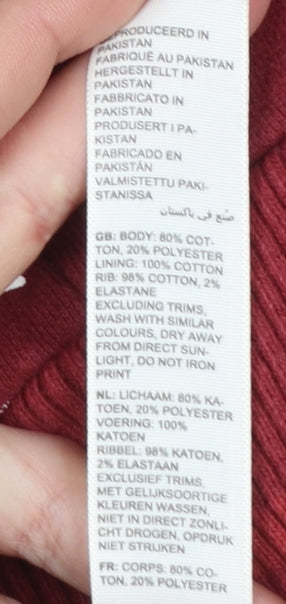 PRODUCEERD IN
PAKISTAN
FABRIQUÉ AU PAKISTAN
HERGESTELLT IN
PAKISTAN
FABBRICATO IN
PAKISTAN
PRODUSERT I PA-
KISTAN
FABRICADO EN
PAKISTÁN
VALMISTETTU PAKI-
STANISSA
صُنع في باكستان
GB: BODY: 80% COT-
TON, 20% POLYESTER
LINING: 100% COTTON
RIB: 98% COTTON, 2%
ELASTANE
EXCLUDING TRIMS,
WASH WITH SIMILAR
COLOURS, DRY AWAY
FROM DIRECT SUN-
LIGHT, DO NOT IRON
PRINT
NL: LICHAAM: 80% KA-
TOEN, 20% POLYESTER
VOERING: 100%
KATOEN
RIBBEL: 98% KATOEN,
2% ELASTAAN
EXCLUSIEF TRIMS,
MET GELIJKSOORTIGE
KLEUREN WASSEN,
NIET IN DIRECT ZONLI-
CHT DROGEN, OPDRUK
NIET STRIJKEN
FR: CORPS: 80% CO-
TON, 20% POLYESTER